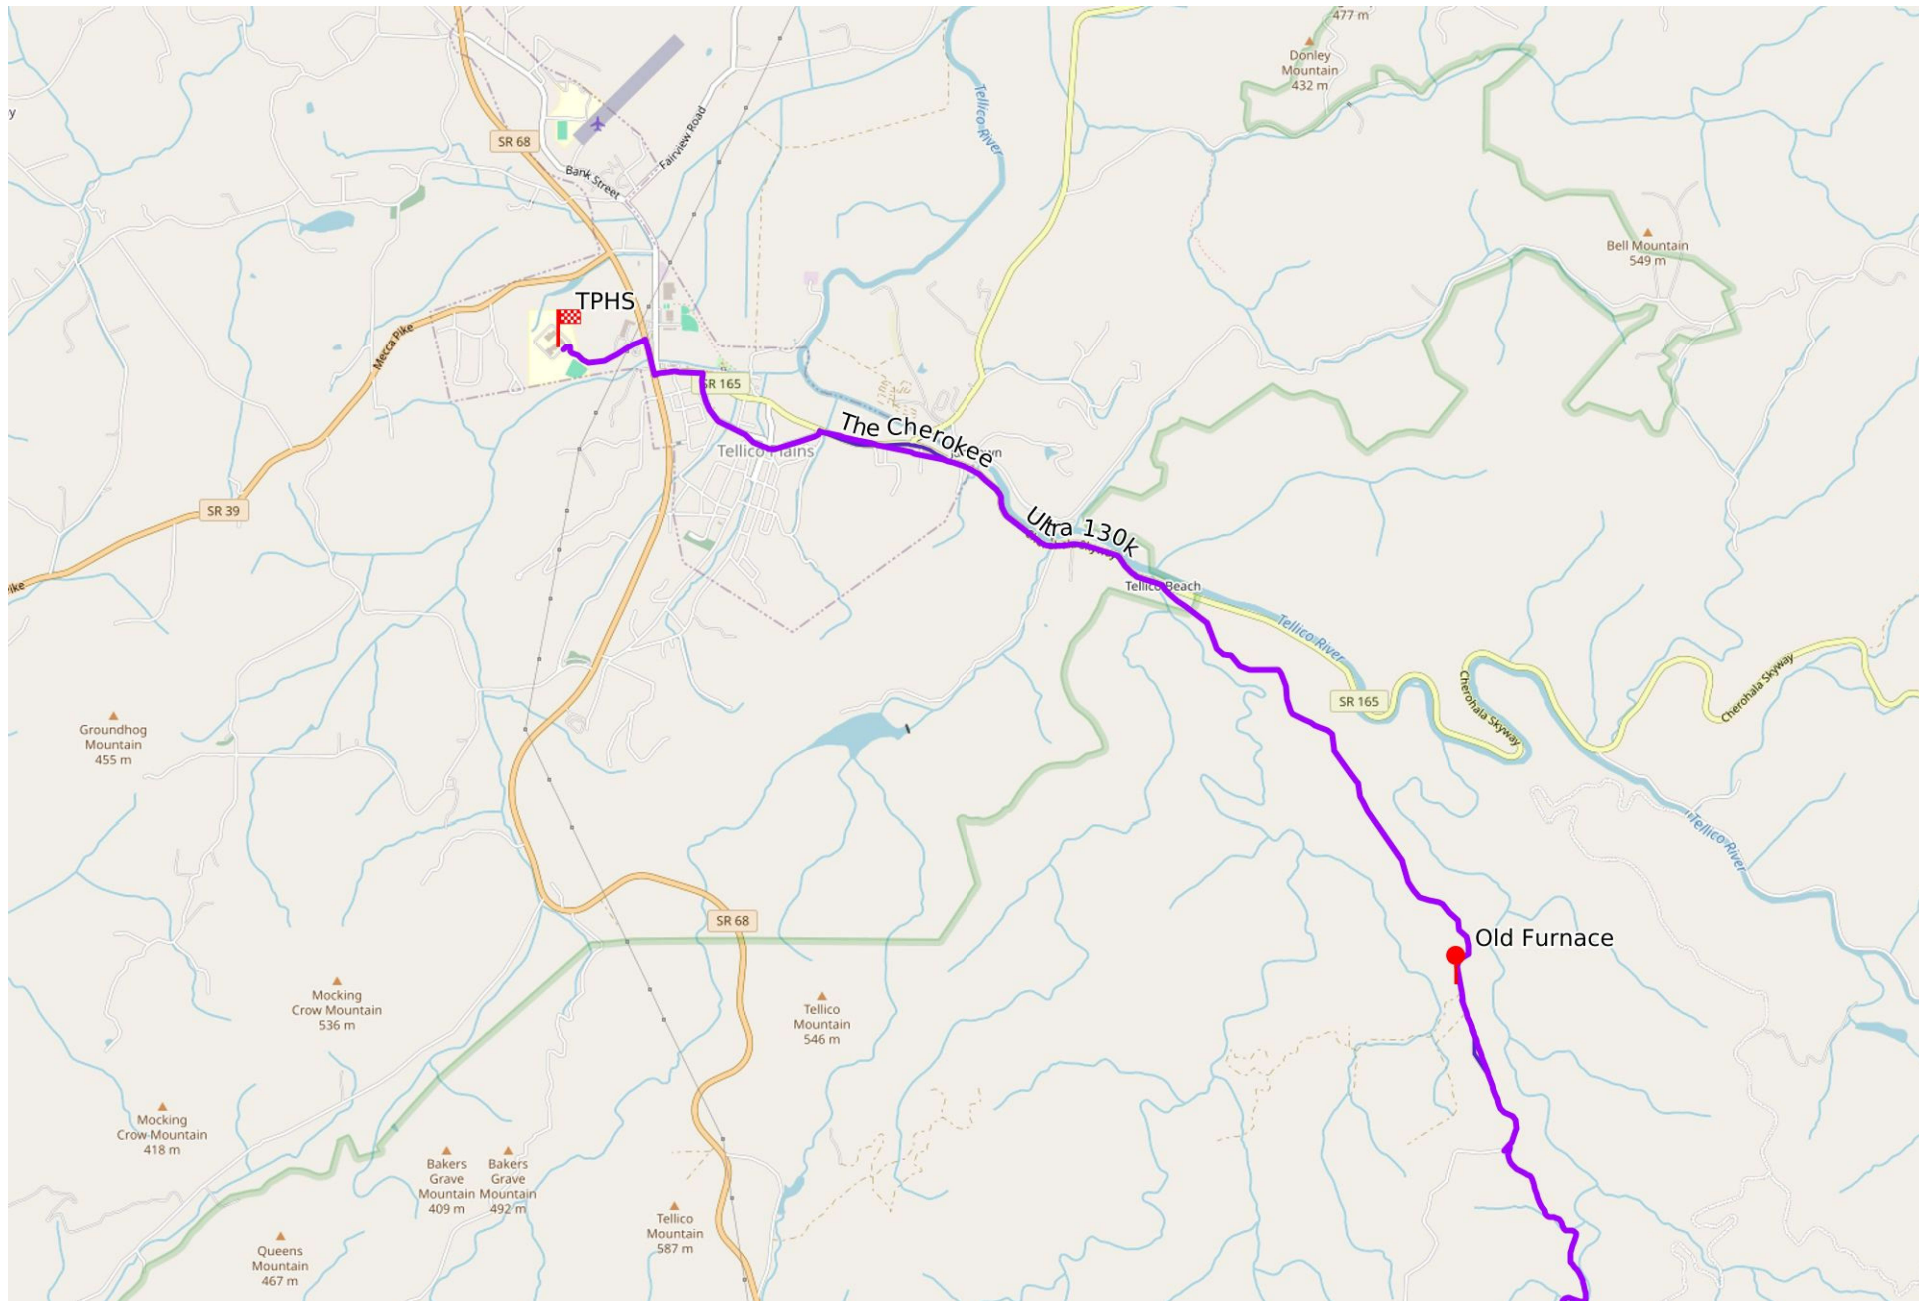 477 m
Donley
Mountain
432 m
Tellico River
SR 68
Fairview Road
Bank Street
Bell Mountain
549 m
TPHS
Mecca Pike
SR 165
The Cherokee
Tellico Plains
SR 39
Ultra 130k
Cherohala Skyway
Tellico Beach
Tellico River
SR 165
Cherohala Skyway
Cherohala Skyway
Groundhog
Mountain
455 m
Tellico River
SR 68
Old Furnace
Mocking
Crow Mountain
536 m
Tellico
Mountain
546 m
Mocking
Crow Mountain
418 m
Bakers
Grave
Mountain
409 m
Bakers
Grave
Mountain
492 m
Tellico
Mountain
587 m
Queens
Mountain
467 m